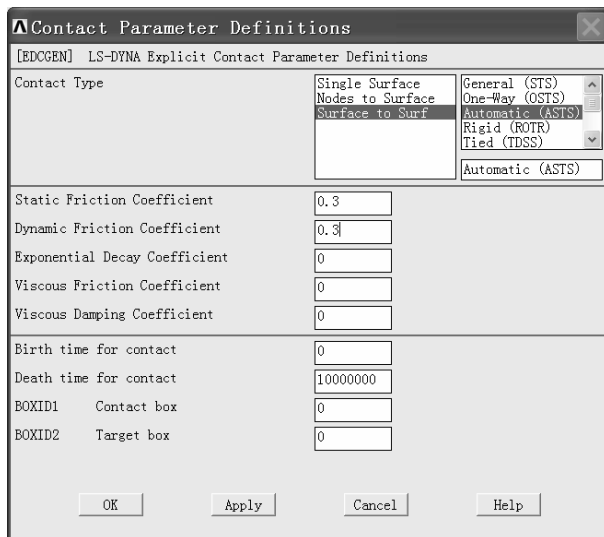 Contact Parameter Definitions
[EDCGEN] LS-DYNA Explicit Contact Parameter Definitions
Contact Type
Single Surface
Nodes to Surface
Surface to Surf
General (STS)
One-Way (OSTS)
Automatic (ASTS)
Rigid (ROTR)
Tied (TDSS)
Automatic (ASTS)
Static Friction Coefficient 0.3
Dynamic Friction Coefficient 0.3
Exponential Decay Coefficient 0
Viscous Friction Coefficient 0
Viscous Damping Coefficient 0
Birth time for contact 0
Death time for contact 10000000
BOXID1 Contact box 0
BOXID2 Target box 0
OK Apply Cancel Help